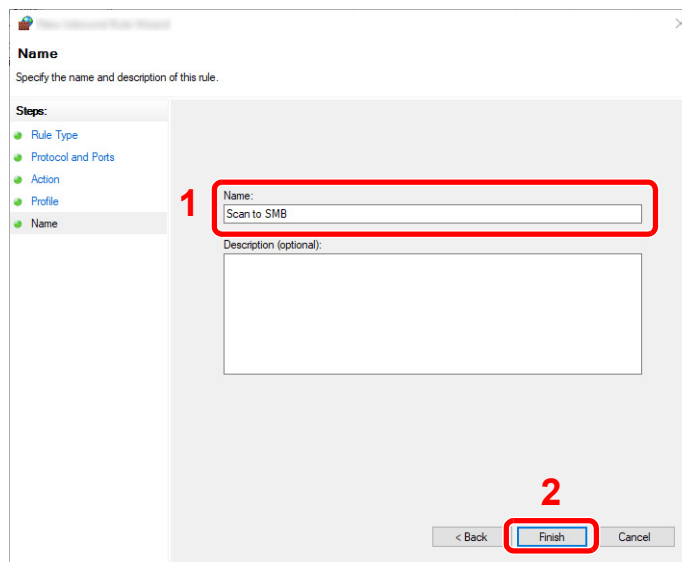 Name
Specify the name and description of this rule.
Steps:
Rule Type
Protocol and Ports
Action
Profile
Name
1
Name:
Scan to SMB
Description (optional):
2
< Back
Finish
Cancel